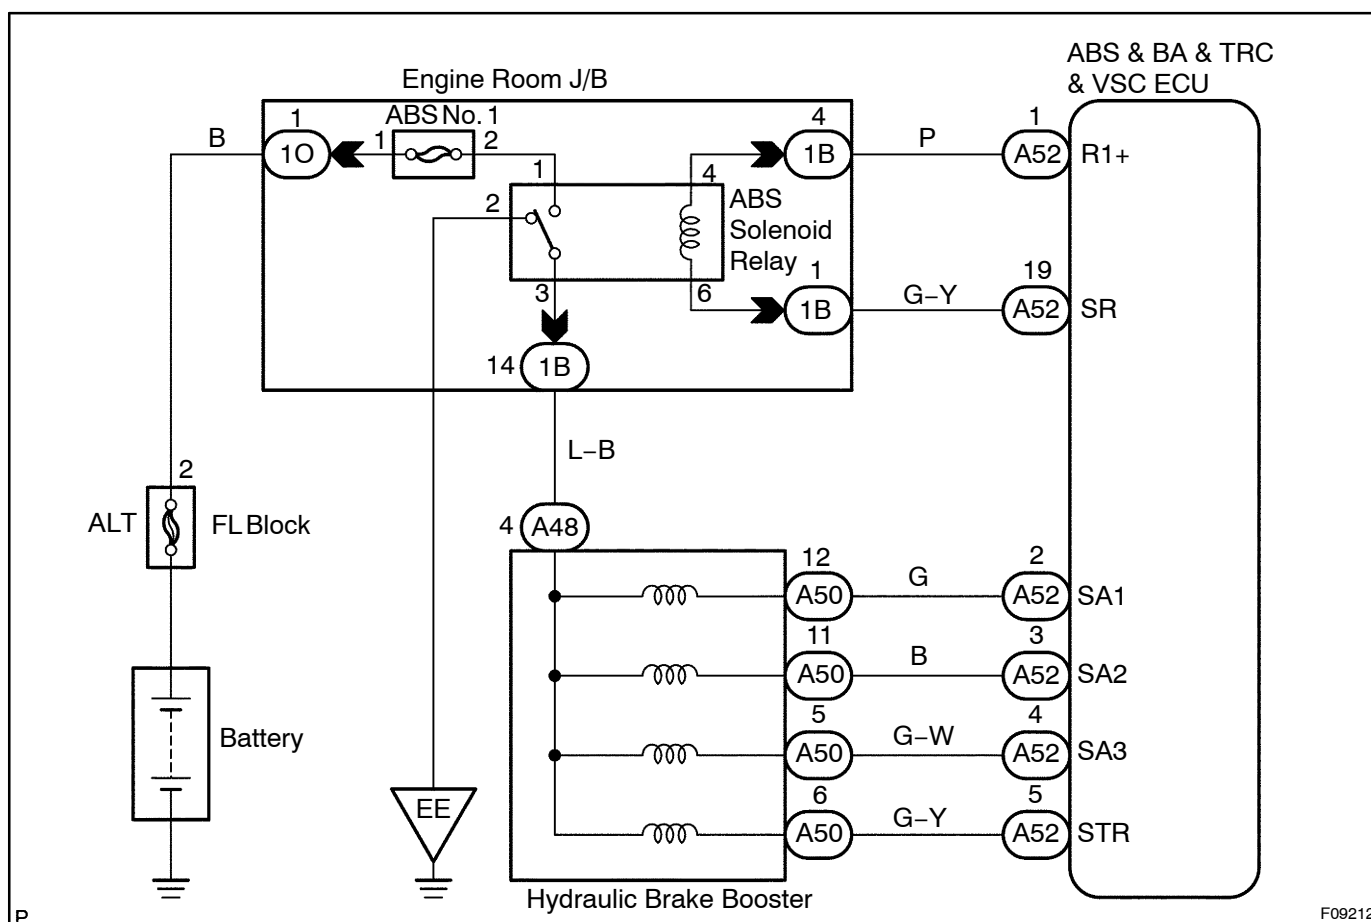 ABS & BA & TRC
& VSC ECU
Engine Room J/B
ABS No. 1
1
1
2
4
1
B
1O
1B
P
A52
R1+
1
4
2
ABS
Solenoid
Relay
1
19
3
6
1B
G-Y
A52
SR
14
1B
L-B
2
ALT
FL Block
4
A48
12
G
2
A50
A52
SA1
11
B
3
A50
A52
SA2
5
G-W
4
A50
A52
SA3
Battery
6
G-Y
5
A50
A52
STR
EE
Hydraulic Brake Booster
P
F09212